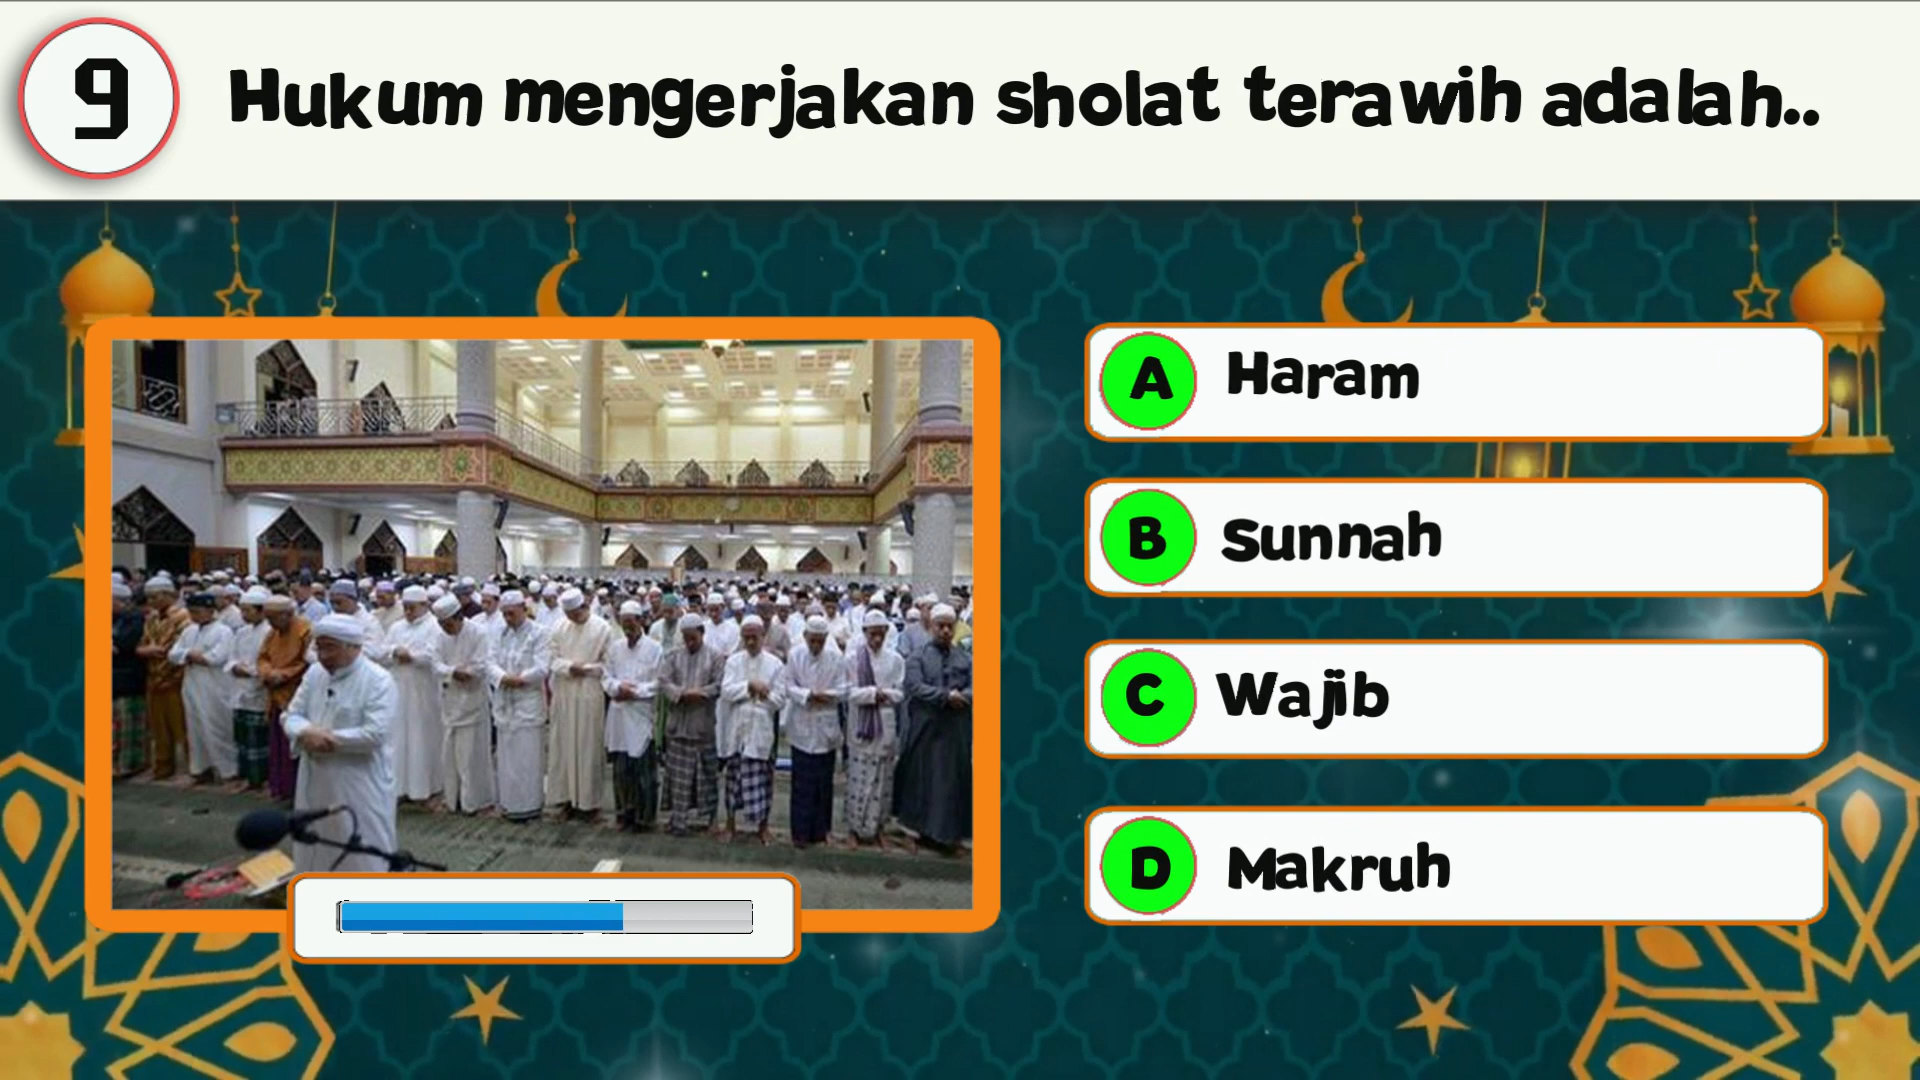 9
Hukum mengerjakan sholat terawih adalah..
A Haram
B Sunnah
C Wajib
D Makruh